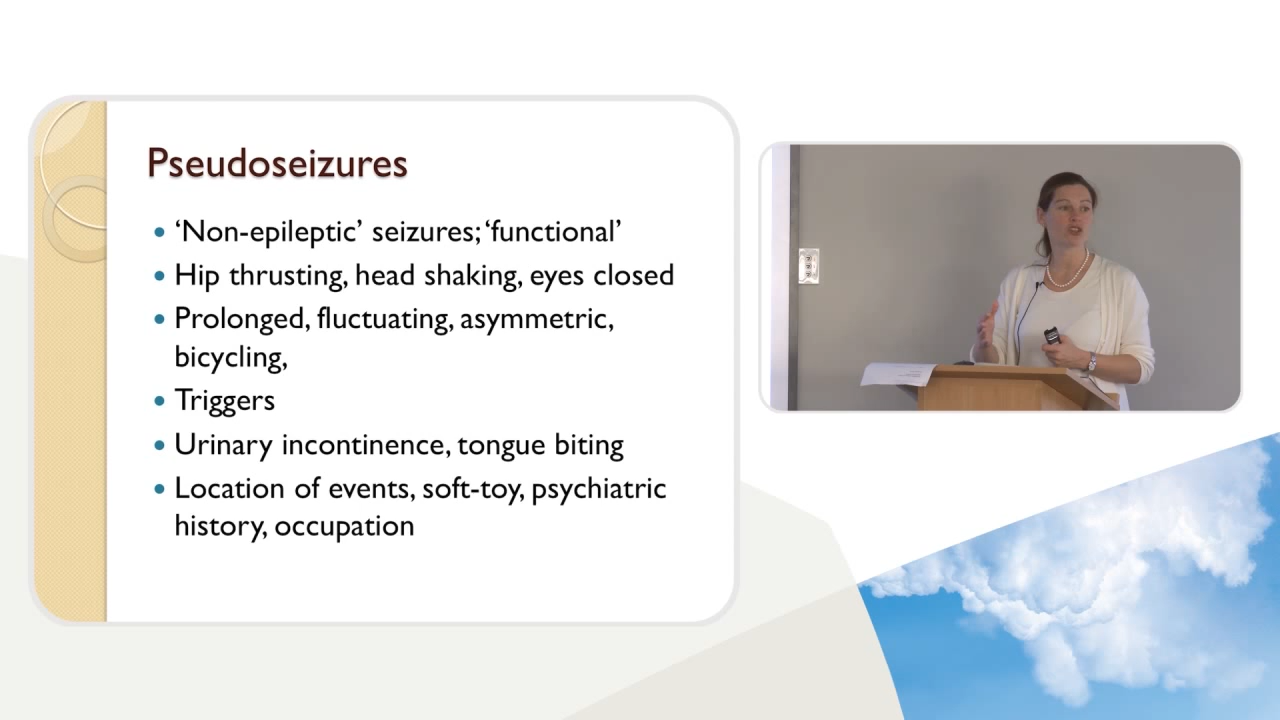 Pseudoseizures
• ‘Non-epileptic’ seizures; ‘functional’
• Hip thrusting, head shaking, eyes closed
• Prolonged, fluctuating, asymmetric,
bicycling,
• Triggers
• Urinary incontinence, tongue biting
• Location of events, soft-toy, psychiatric
history, occupation